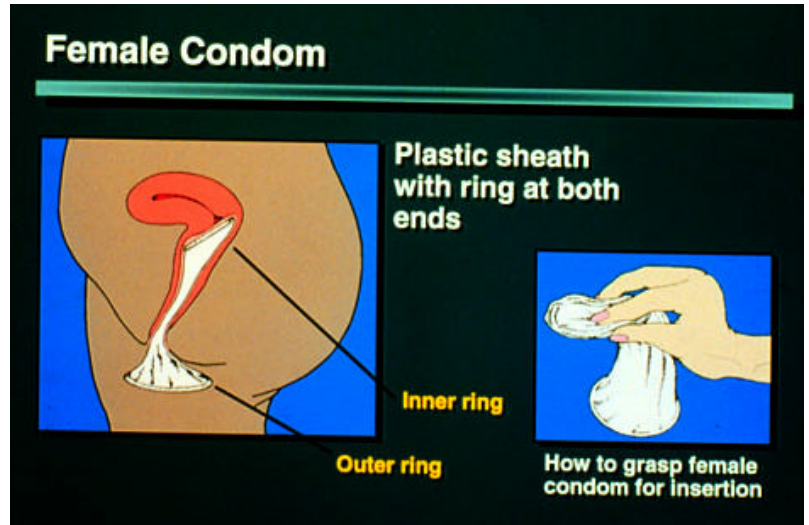 Female Condom
Plastic sheath
with ring at both
ends
Inner ring
Outer ring
How to grasp female
condom for insertion